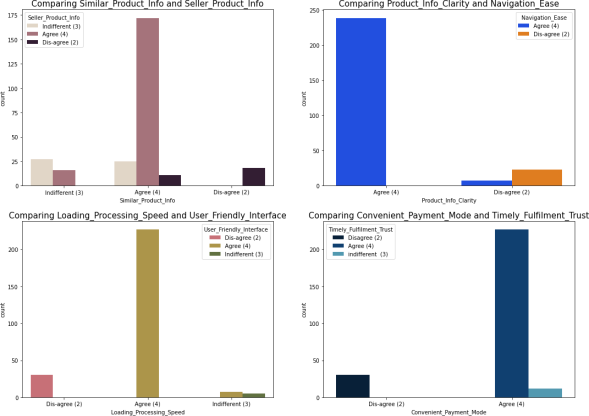 Comparing Similar_Product_Info and Seller_Product_Info
Seller_Product_Info
Indifferent (3)
Agree (4)
Dis-agree (2)
175
150
125
100
75
50
25
0
count
Indifferent (3)
Agree (4)
Dis-agree (2)
Similar_Product_Info
Comparing Product_Info_Clarity and Navigation_Ease
Navigation_Ease
Agree (4)
Dis-agree (2)
250
200
150
100
50
0
count
Agree (4)
Dis-agree (2)
Product_Info_Clarity
Comparing Loading_Processing_Speed and User_Friendly_Interface
User_Friendly_Interface
Dis-agree (2)
Agree (4)
Indifferent (3)
200
150
100
50
0
count
Dis-agree (2)
Agree (4)
Indifferent (3)
Loading_Processing_Speed
Comparing Convenient_Payment_Mode and Timely_Fulfilment_Trust
Timely_Fulfilment_Trust
Disagree (2)
Agree (4)
indifferent  (3)
200
150
100
50
0
count
Dis-agree (2)
Agree (4)
Convenient_Payment_Mode